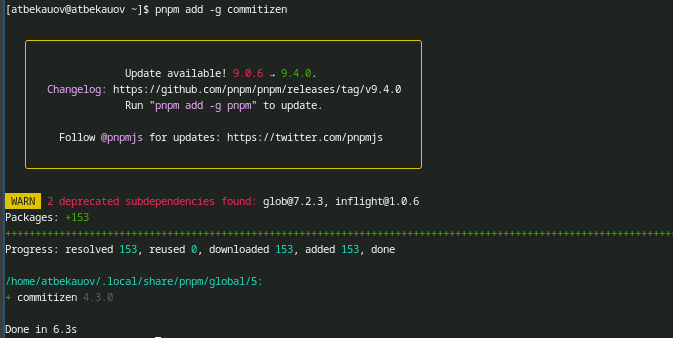 [atbekauov@atbekauov ~]$ pnpm add -g commitizen
Update available! 9.0.6 → 9.4.0.
Changelog: https://github.com/pnpm/pnpm/releases/tag/v9.4.0
Run "pnpm add -g pnpm" to update.
Follow @pnpmjs for updates: https://twitter.com/pnpmjs
WARN 2 deprecated subdependencies found: glob@7.2.3, inflight@1.0.6
Packages: +153
++++++++++++++++++++++++++++++++++++++++++++++++++++++++++++++++++++++++++++++++++++++++++++++++++++++++++++++++
Progress: resolved 153, reused 0, downloaded 153, added 153, done
/home/atbekauov/.local/share/pnpm/global/5:
+ commitizen 4.3.0
Done in 6.3s